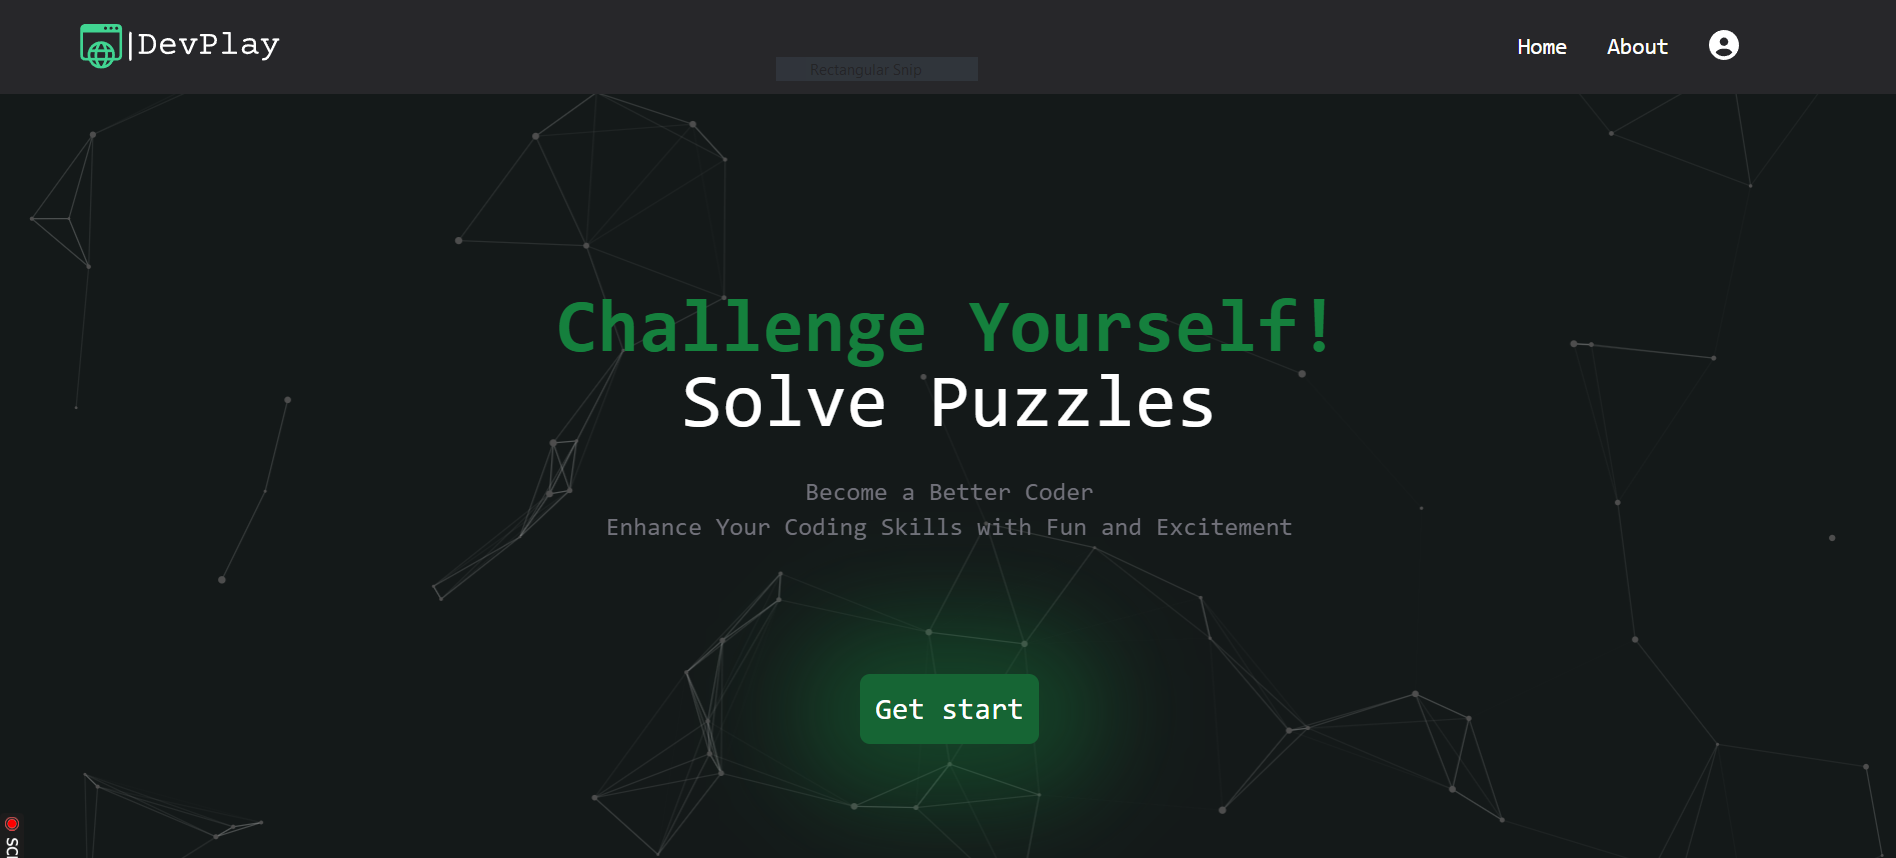 |DevPlay
Home About
Rectangular Snip
Challenge Yourself!
Solve Puzzles
Become a Better Coder
Enhance Your Coding Skills with Fun and Excitement
Get start